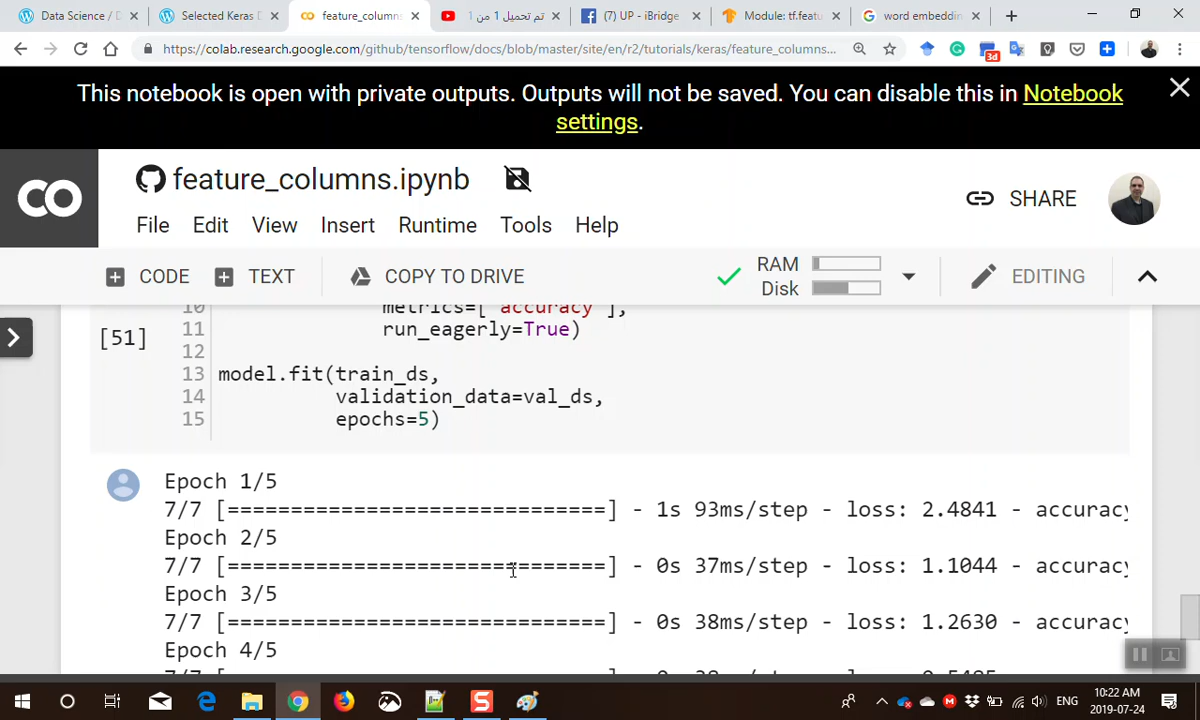 Data Science / D
Selected Keras D
feature_columns
تم تحميل 1 من 1
(7) UP - iBridge
Module: tf.featu
word embeddin
https://colab.research.google.com/github/tensorflow/docs/blob/master/site/en/r2/tutorials/keras/feature_columns...
3d
This notebook is open with private outputs. Outputs will not be saved. You can disable this in Notebook
settings.
CO
feature_columns.ipynb
SHARE
File Edit View Insert Runtime Tools Help
CODE TEXT COPY TO DRIVE
RAM
Disk
EDITING
10 metrics=['accuracy'],
[51] 11 run_eagerly=True)
12
13 model.fit(train_ds,
14 validation_data=val_ds,
15 epochs=5)
Epoch 1/5
7/7 [==============================] - 1s 93ms/step - loss: 2.4841 - accuracy
Epoch 2/5
7/7 [==============================] - 0s 37ms/step - loss: 1.1044 - accuracy
Epoch 3/5
7/7 [==============================] - 0s 38ms/step - loss: 1.2630 - accuracy
Epoch 4/5
ENG
10:22 AM
2019-07-24